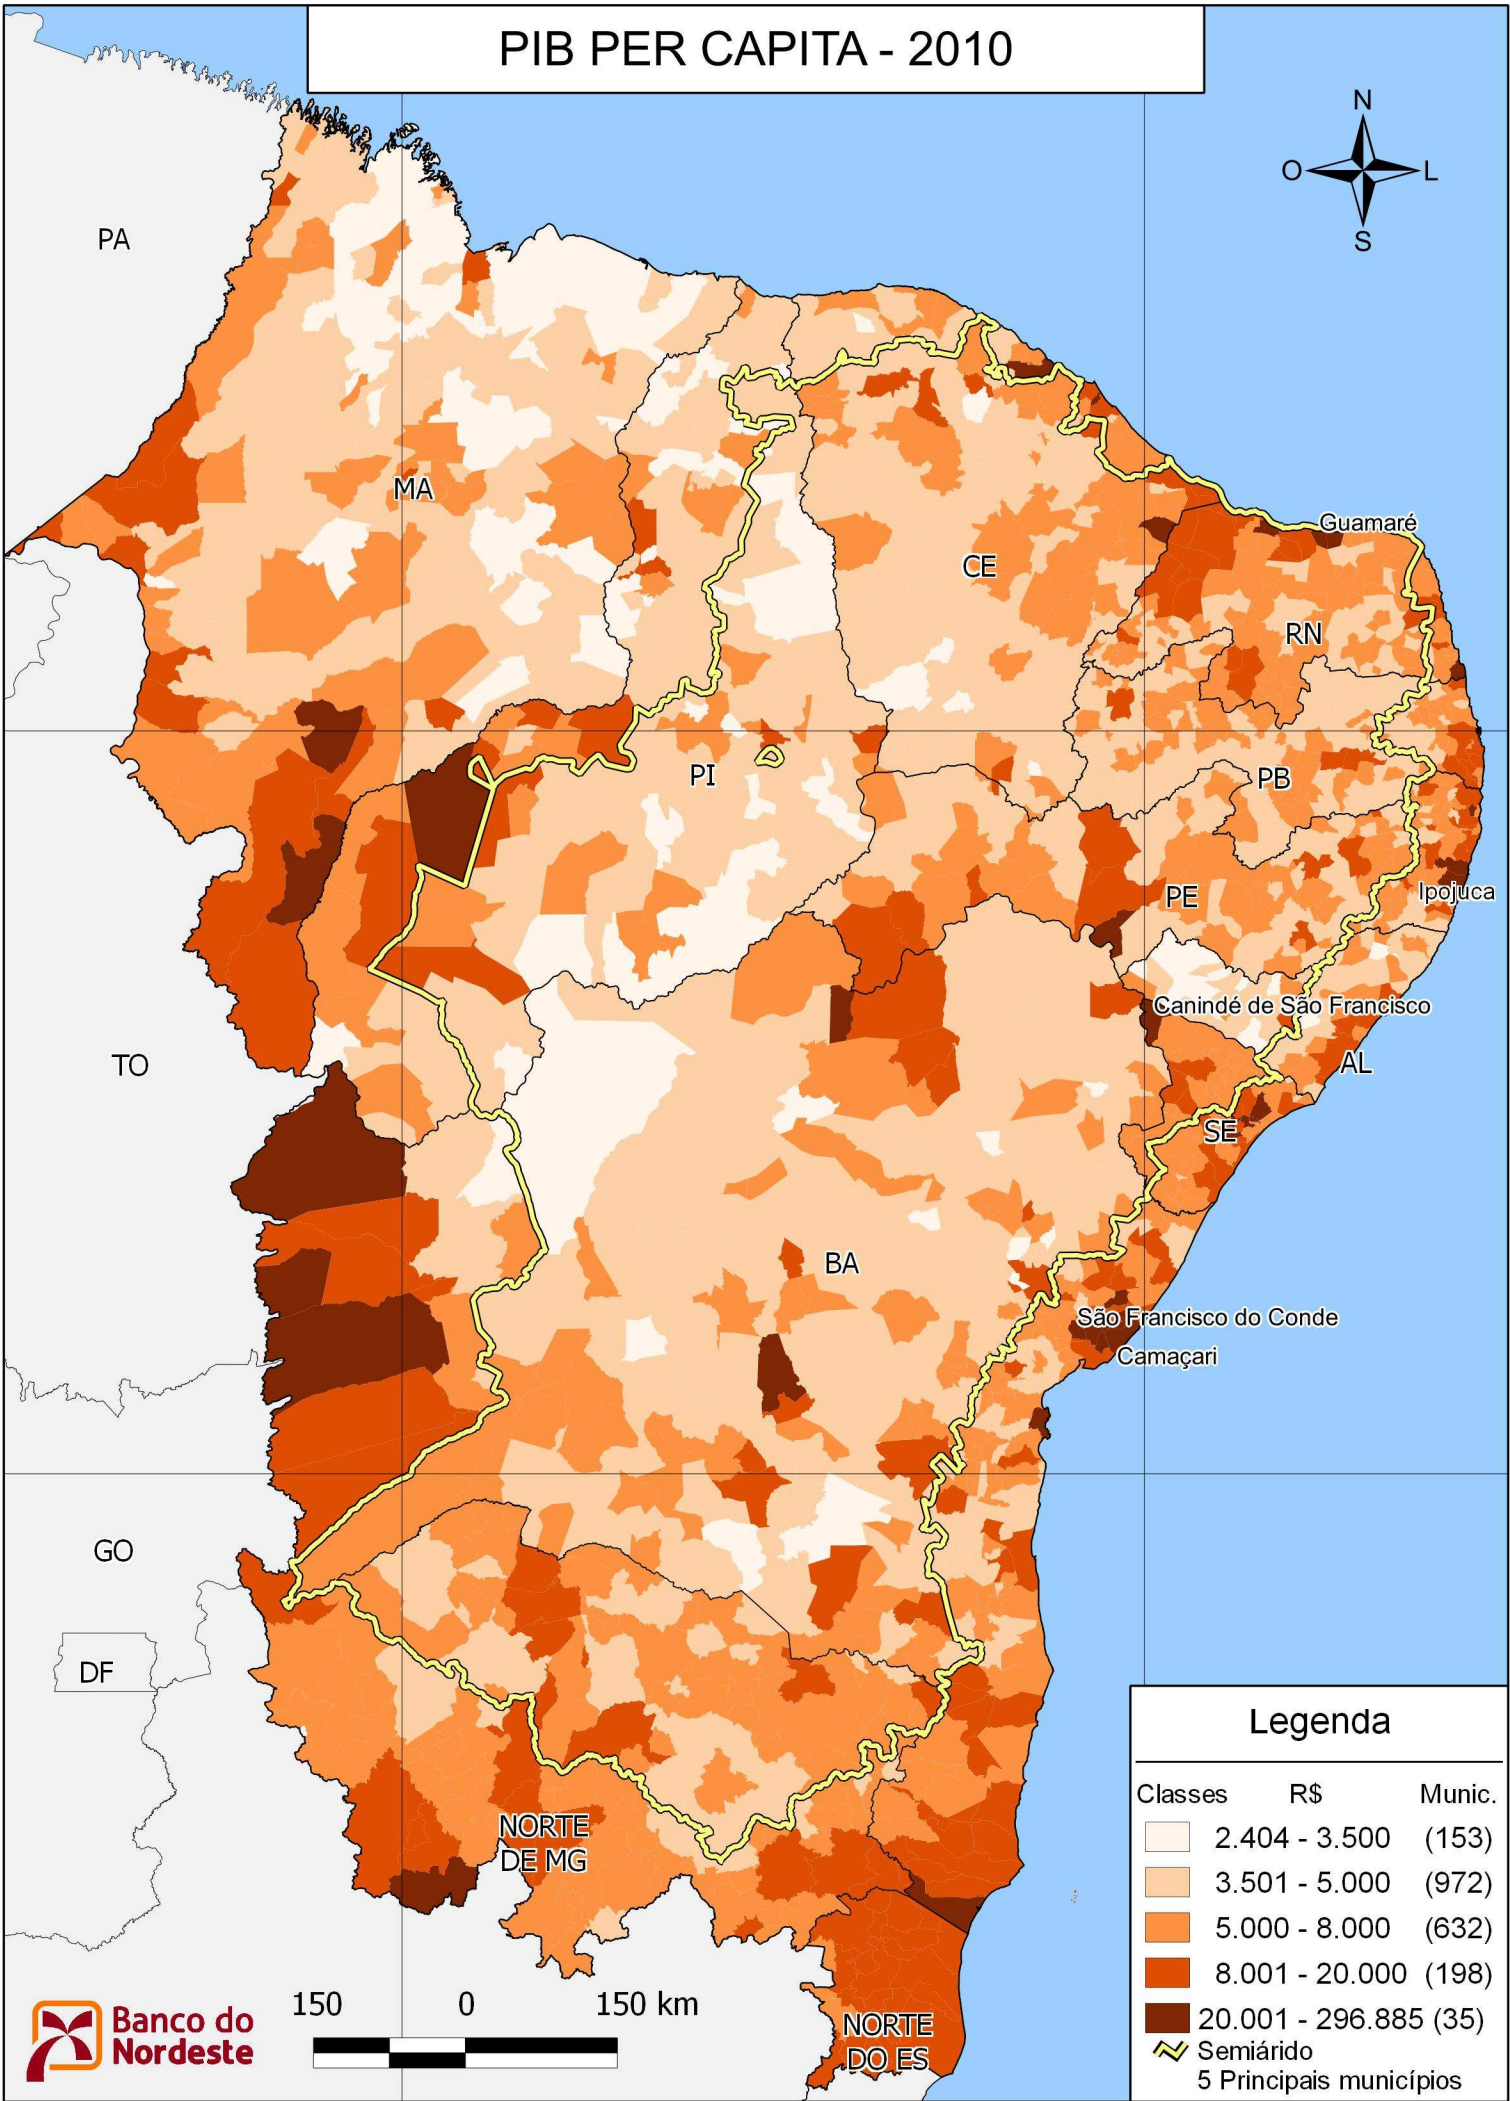 PIB PER CAPITA - 2010
N
O
L
S
PA
MA
Guamaré
CE
RN
PI
PB
PE
Ipojuca
Canindé de São Francisco
TO
AL
SE
BA
São Francisco do Conde
Camaçari
GO
DF
NORTE
DE MG
NORTE
DO ES
Legenda
Classes R$ Munic.
2.404 - 3.500 (153)
3.501 - 5.000 (972)
5.000 - 8.000 (632)
8.001 - 20.000 (198)
20.001 - 296.885 (35)
Semiárido
5 Principais municípios
150 0 150 km
Banco do
Nordeste